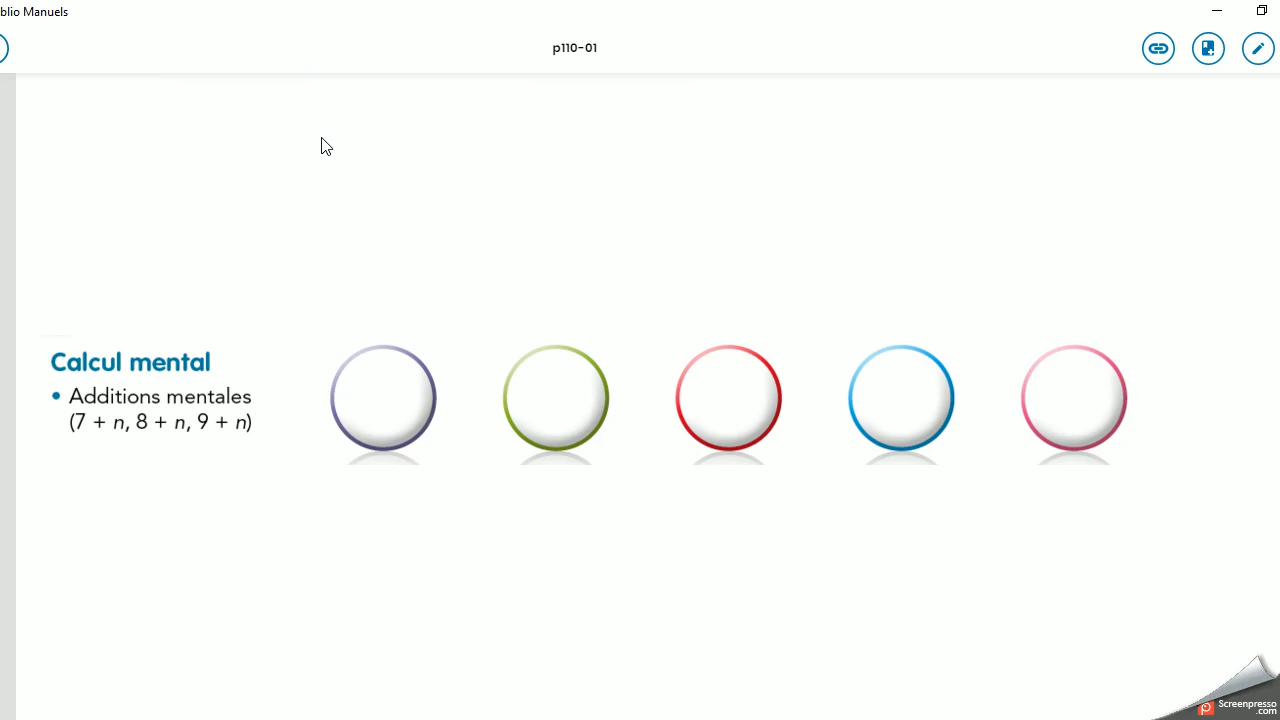 blio Manuels
p110-01
Calcul mental
• Additions mentales
(7 + n, 8 + n, 9 + n)
Screenpresso
.com